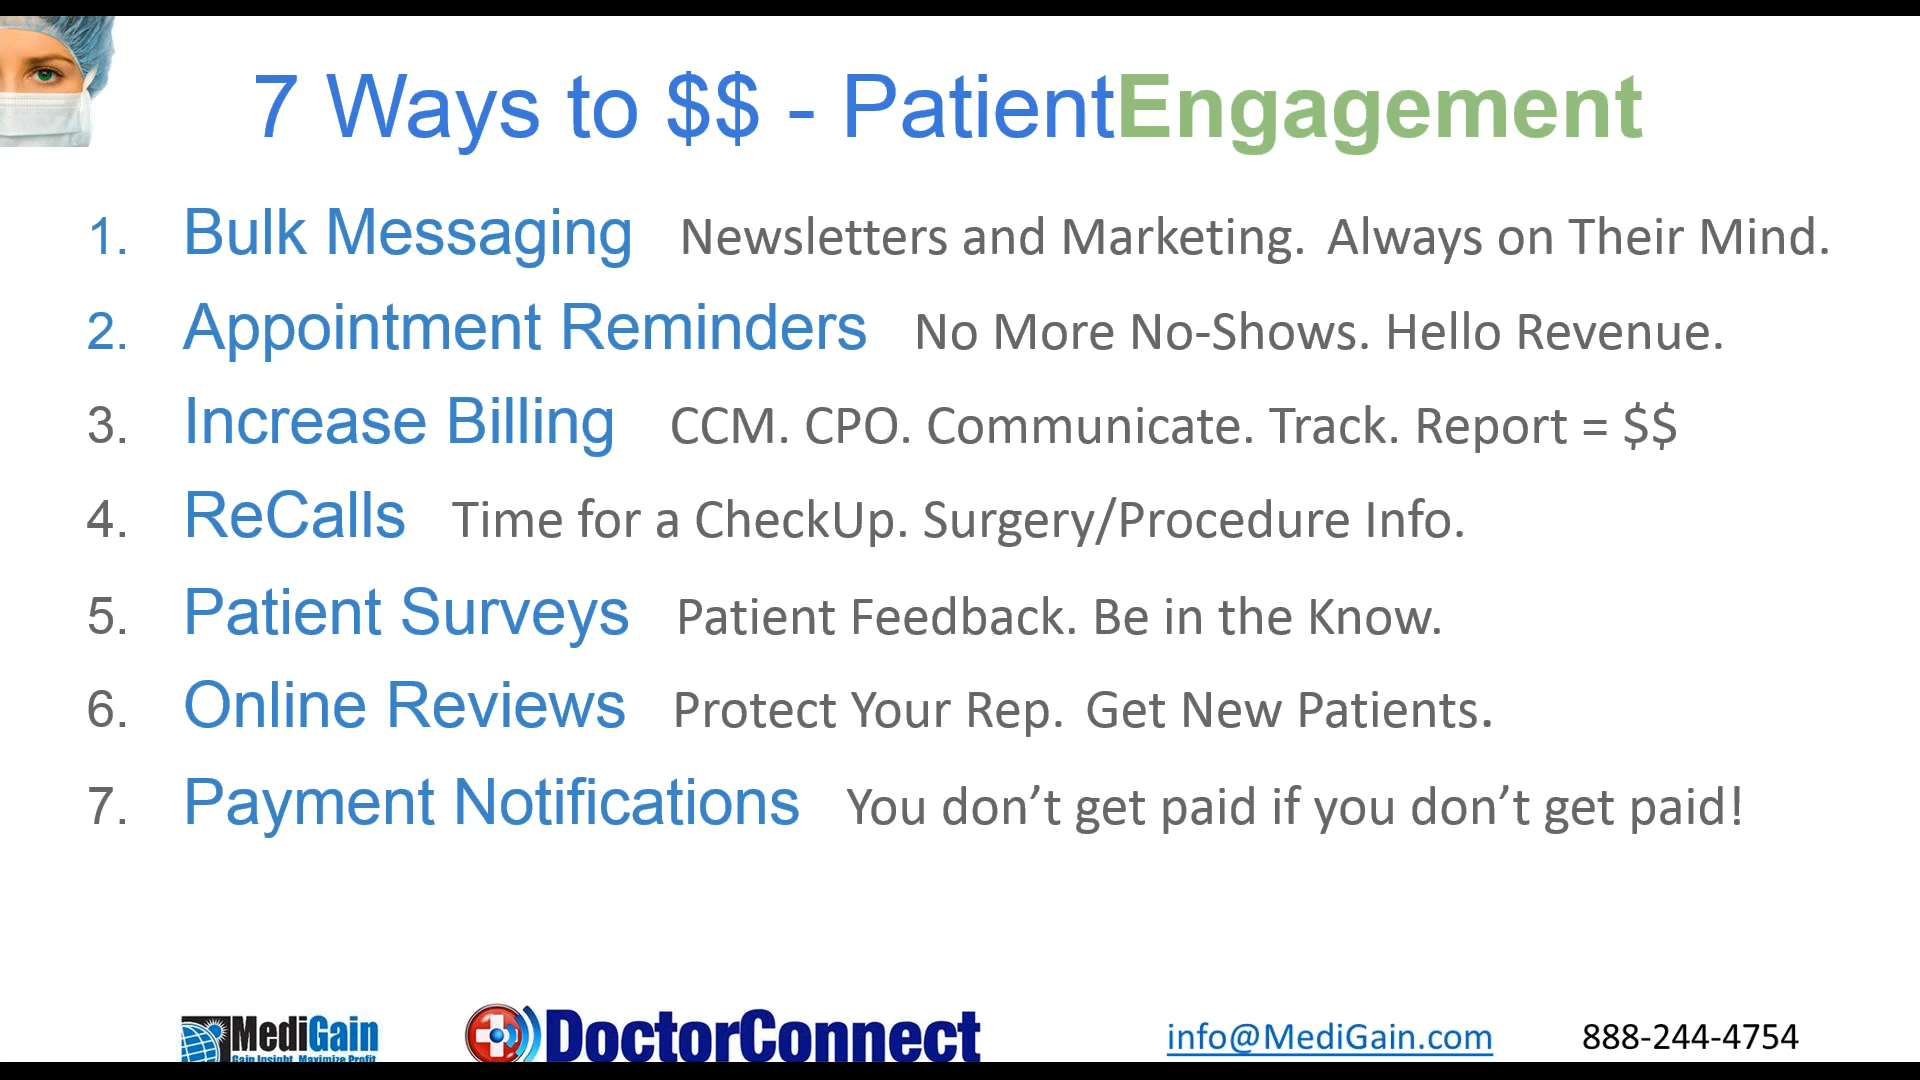 7 Ways to $$ - PatientEngagement
1. Bulk Messaging Newsletters and Marketing. Always on Their Mind.
2. Appointment Reminders No More No-Shows. Hello Revenue.
3. Increase Billing CCM. CPO. Communicate. Track. Report = $$
4. ReCalls Time for a CheckUp. Surgery/Procedure Info.
5. Patient Surveys Patient Feedback. Be in the Know.
6. Online Reviews Protect Your Rep. Get New Patients.
7. Payment Notifications You don’t get paid if you don’t get paid!
MediGain
Gain Insight. Maximize Profit
DoctorConnect
info@MediGain.com 888-244-4754